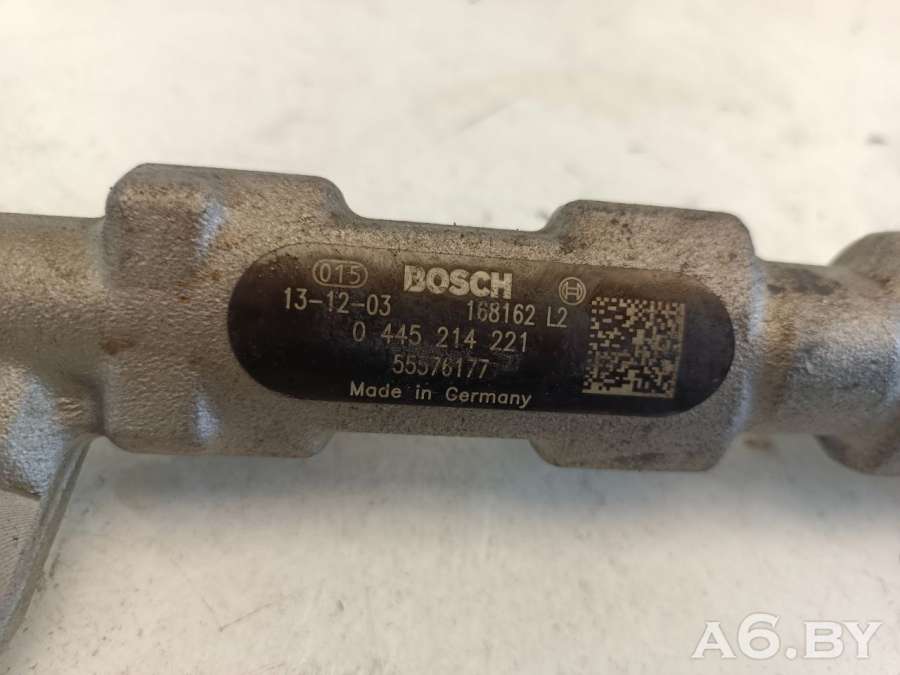 015 BOSCH
13-12-03 168162 L2
0 445 214 221
55576177
Made in Germany
A6.BY